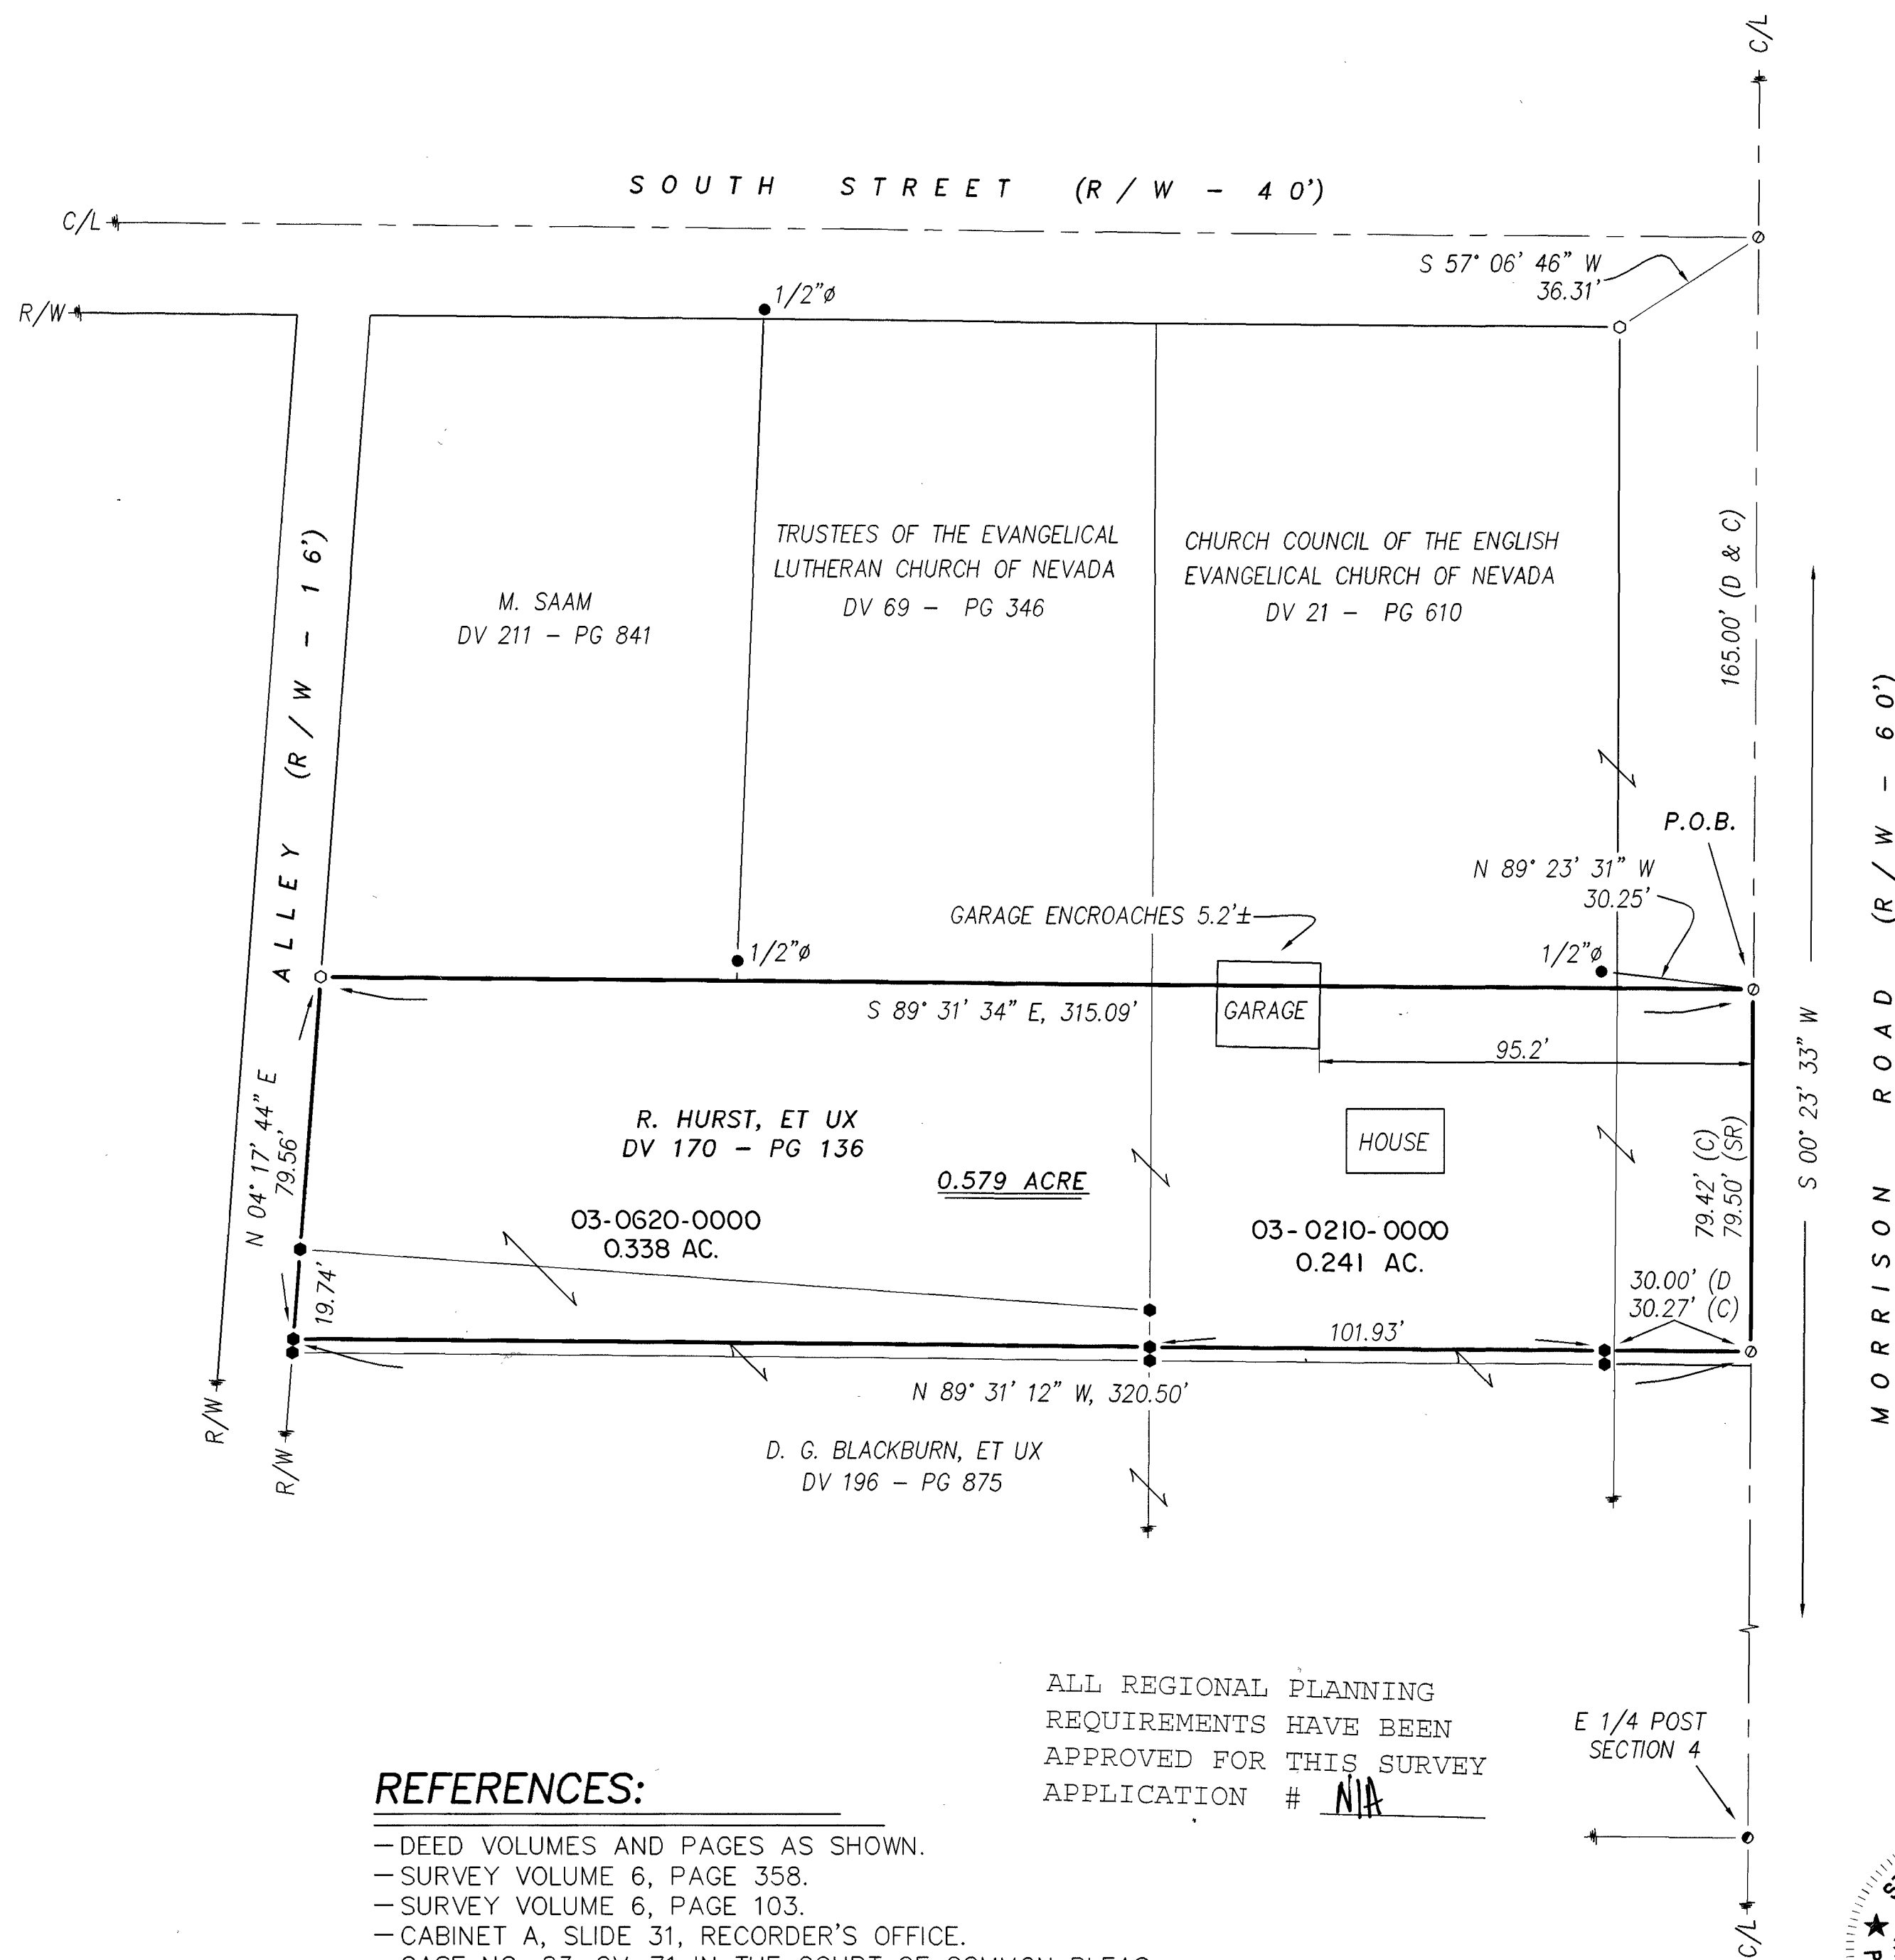 C/L
SOUTH STREET (R/W - 40')
C/L
S 57° 06' 46" W
36.31'
R/W
1/2"ø
ALLEY (R/W - 16')
M. SAAM
DV 211 - PG 841
TRUSTEES OF THE EVANGELICAL
LUTHERAN CHURCH OF NEVADA
DV 69 - PG 346
CHURCH COUNCIL OF THE ENGLISH
EVANGELICAL CHURCH OF NEVADA
DV 21 - PG 610
165.00' (D & C)
MORRISON ROAD (R/W - 60')
P.O.B.
N 89° 23' 31" W
30.25'
GARAGE ENCROACHES 5.2'±
1/2"ø
1/2"ø
S 89° 31' 34" E, 315.09'
GARAGE
95.2'
S 00° 23' 33" W
N 04° 17' 44" E
79.56'
R. HURST, ET UX
DV 170 - PG 136
HOUSE
79.42' (C)
79.50' (SR)
0.579 ACRE
03-0620-0000
0.338 AC.
03-0210-0000
0.241 AC.
19.74'
30.00' (D
30.27' (C)
101.93'
N 89° 31' 12" W, 320.50'
R/W
R/W
D. G. BLACKBURN, ET UX
DV 196 - PG 875
ALL REGIONAL PLANNING
REQUIREMENTS HAVE BEEN
APPROVED FOR THIS SURVEY
APPLICATION # N/A
E 1/4 POST
SECTION 4
REFERENCES:
- DEED VOLUMES AND PAGES AS SHOWN.
- SURVEY VOLUME 6, PAGE 358.
- SURVEY VOLUME 6, PAGE 103.
- CABINET A, SLIDE 31, RECORDER'S OFFICE.
C/L